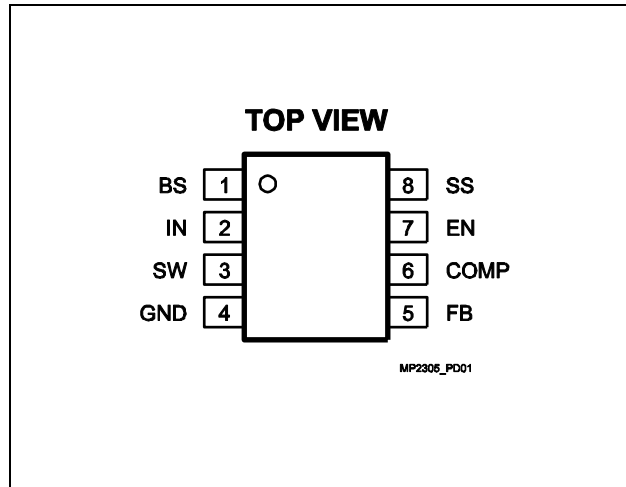 TOP VIEW
BS 1 8 SS
IN 2 7 EN
SW 3 6 COMP
GND 4 5 FB
MP2305_PD01